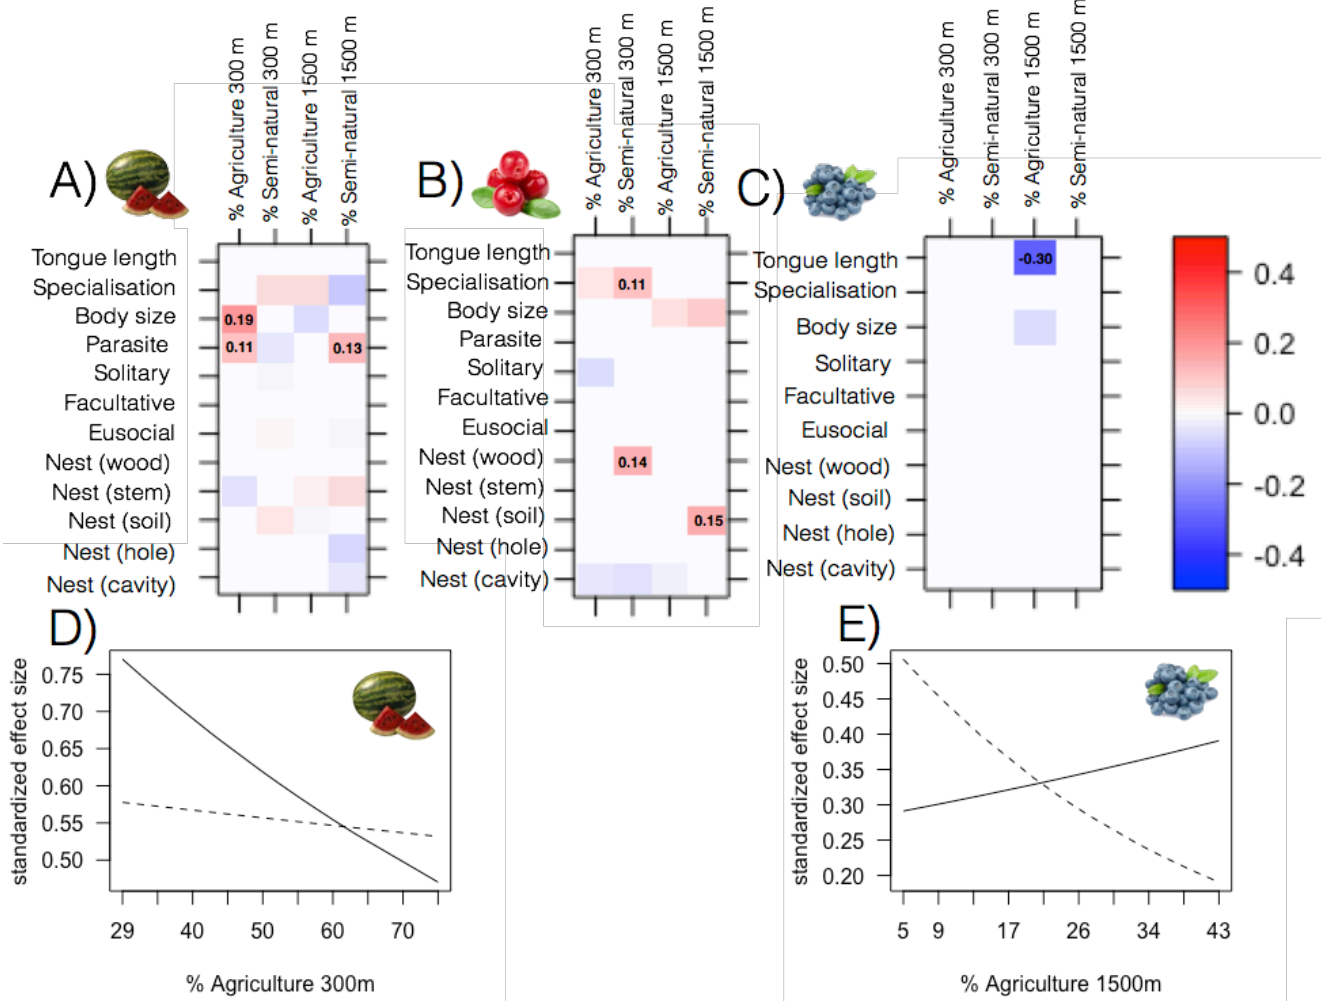 % Agriculture 300 m
% Semi-natural 300 m
% Agriculture 1500 m
% Semi-natural 1500 m
A)
Tongue length
Specialisation
Body size
0.19
Parasite
0.11
0.13
Solitary
Facultative
Eusocial
Nest (wood)
Nest (stem)
Nest (soil)
Nest (hole)
Nest (cavity)
% Agriculture 300 m
% Semi-natural 300 m
% Agriculture 1500 m
% Semi-natural 1500 m
B)
Tongue length
Specialisation
0.11
Body size
Parasite
Solitary
Facultative
Eusocial
Nest (wood)
0.14
Nest (stem)
Nest (soil)
0.15
Nest (hole)
Nest (cavity)
% Agriculture 300 m
% Semi-natural 300 m
% Agriculture 1500 m
% Semi-natural 1500 m
C)
Tongue length
-0.30
Specialisation
Body size
Solitary
Facultative
Eusocial
Nest (wood)
Nest (soil)
Nest (hole)
Nest (cavity)
0.4
0.2
0.0
-0.2
-0.4
D)
standardized effect size
0.75
0.70
0.65
0.60
0.55
0.50
29 40 50 60 70
% Agriculture 300m
E)
standardized effect size
0.50
0.45
0.40
0.35
0.30
0.25
0.20
5 9 17 26 34 43
% Agriculture 1500m